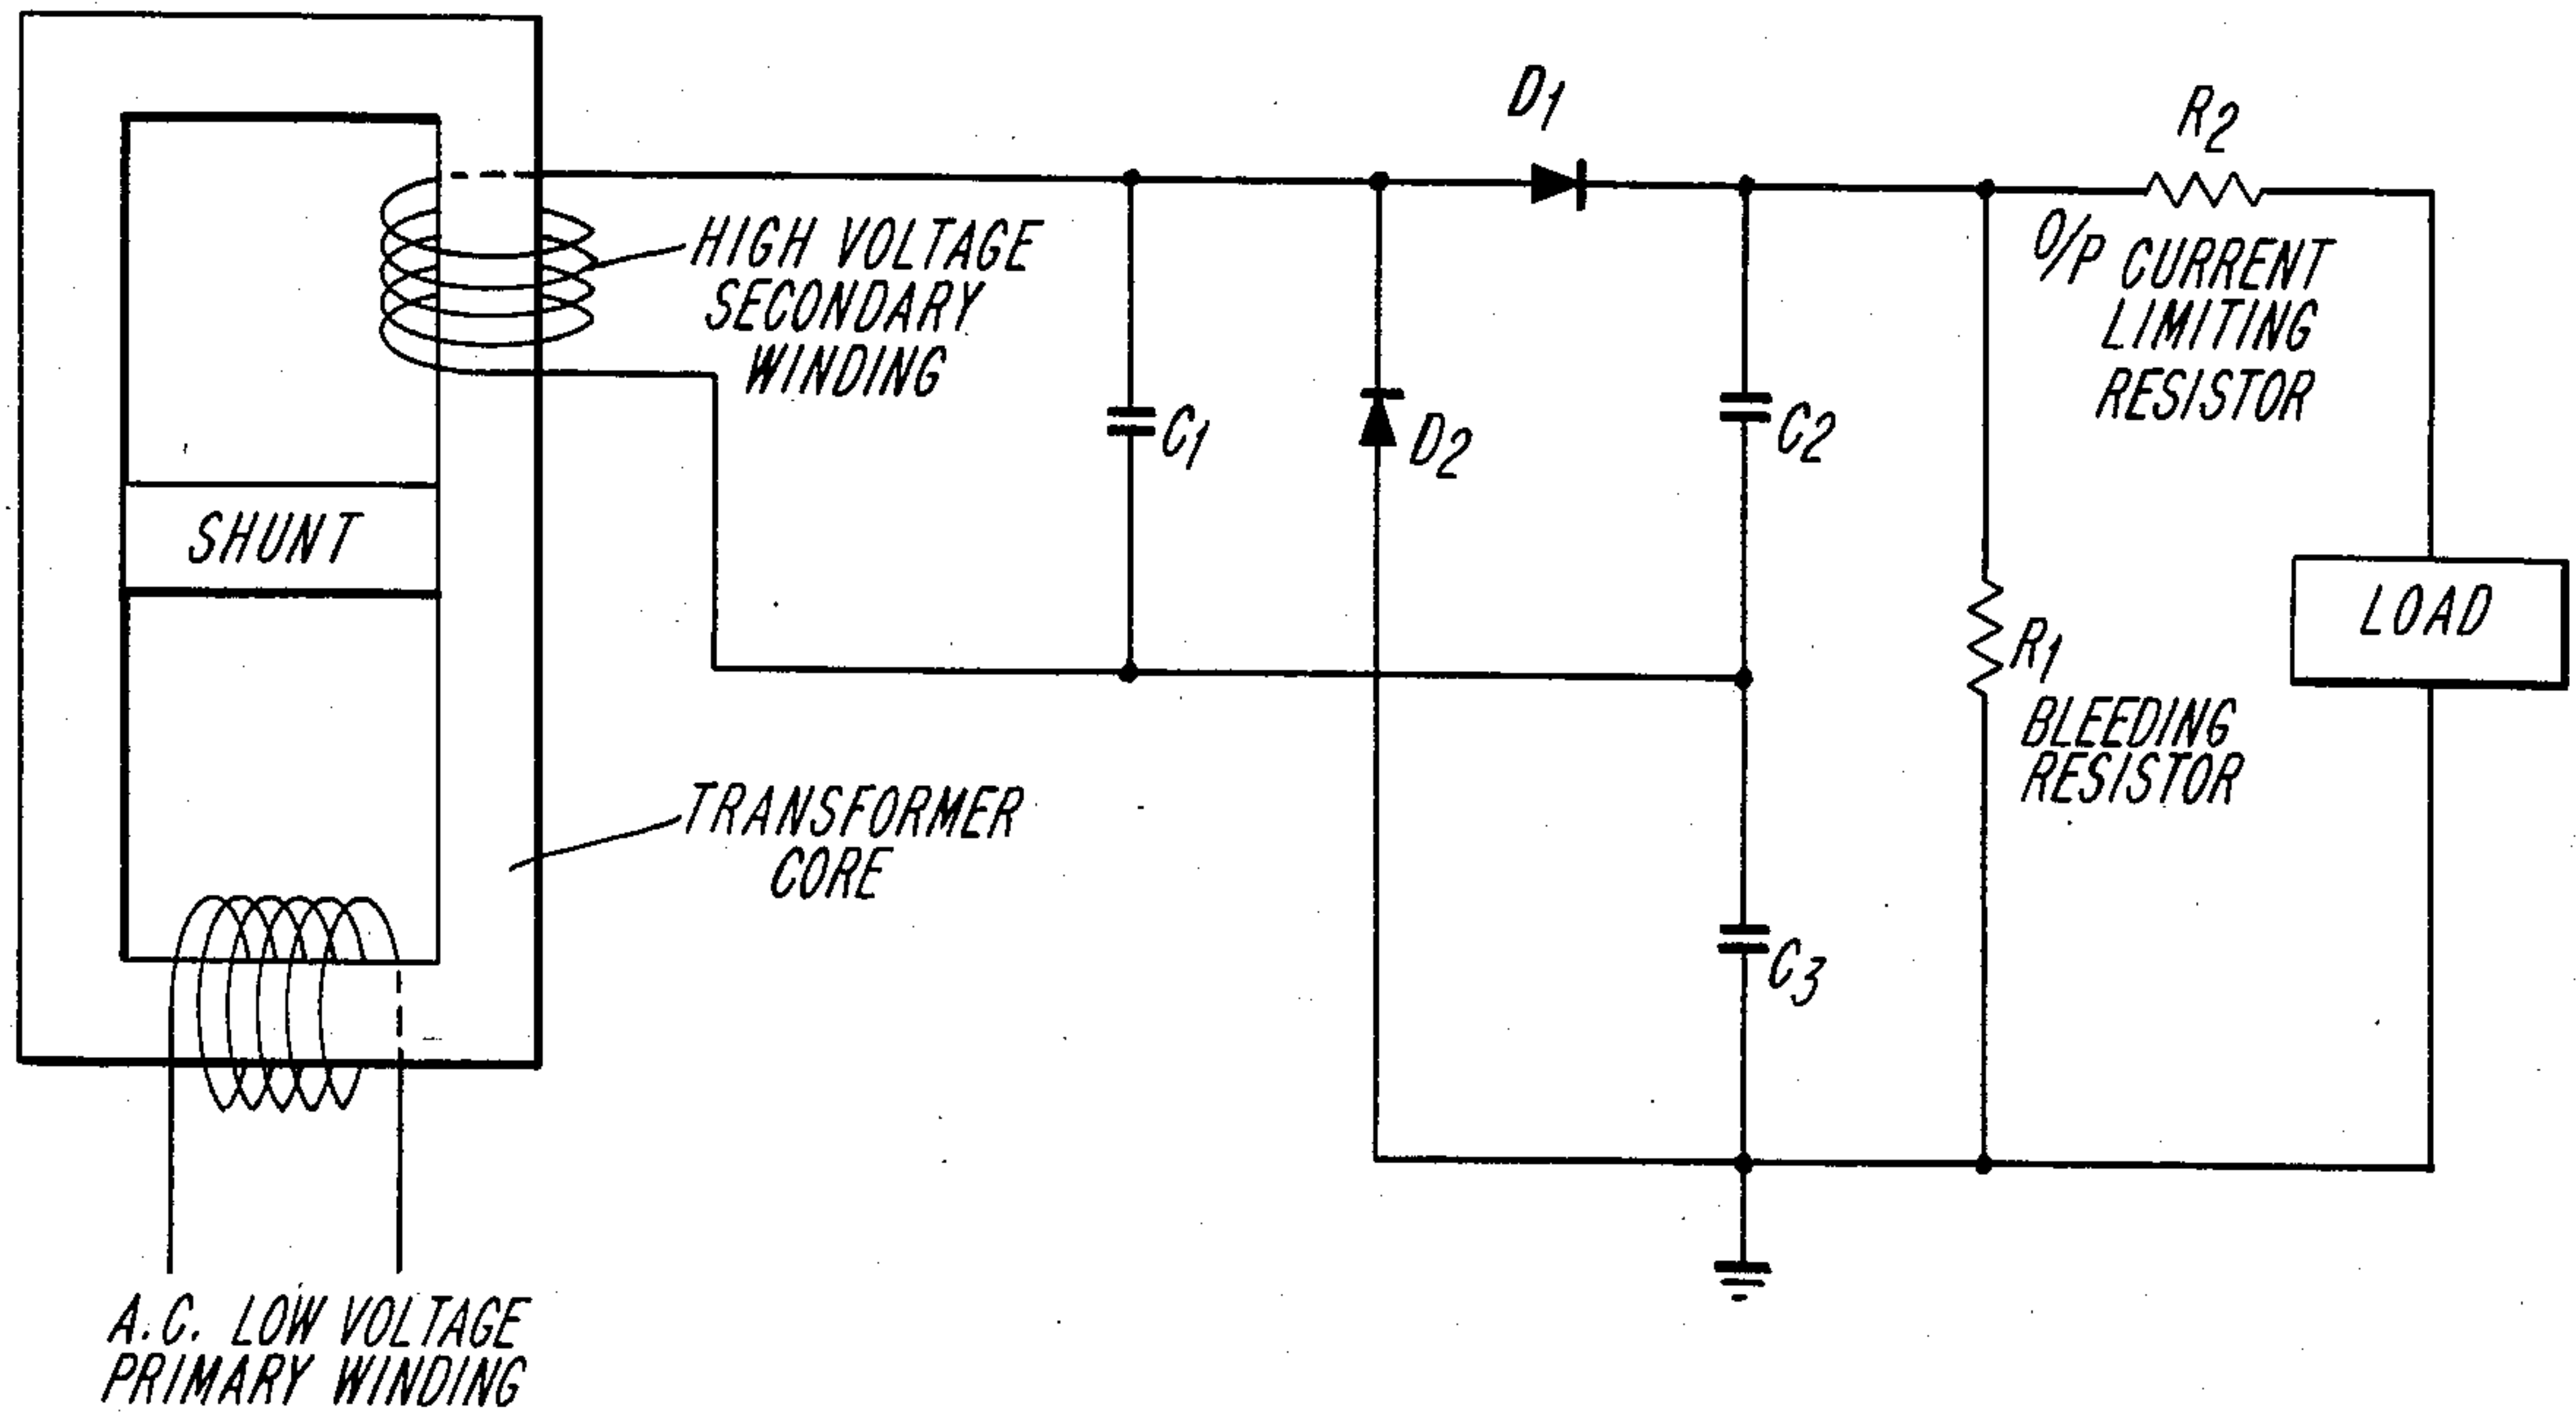 D1
R2
HIGH VOLTAGE
SECONDARY
WINDING
O/P CURRENT
LIMITING
RESISTOR
C1
D2
C2
SHUNT
LOAD
R1
BLEEDING
RESISTOR
TRANSFORMER
CORE
C3
A.C. LOW VOLTAGE
PRIMARY WINDING